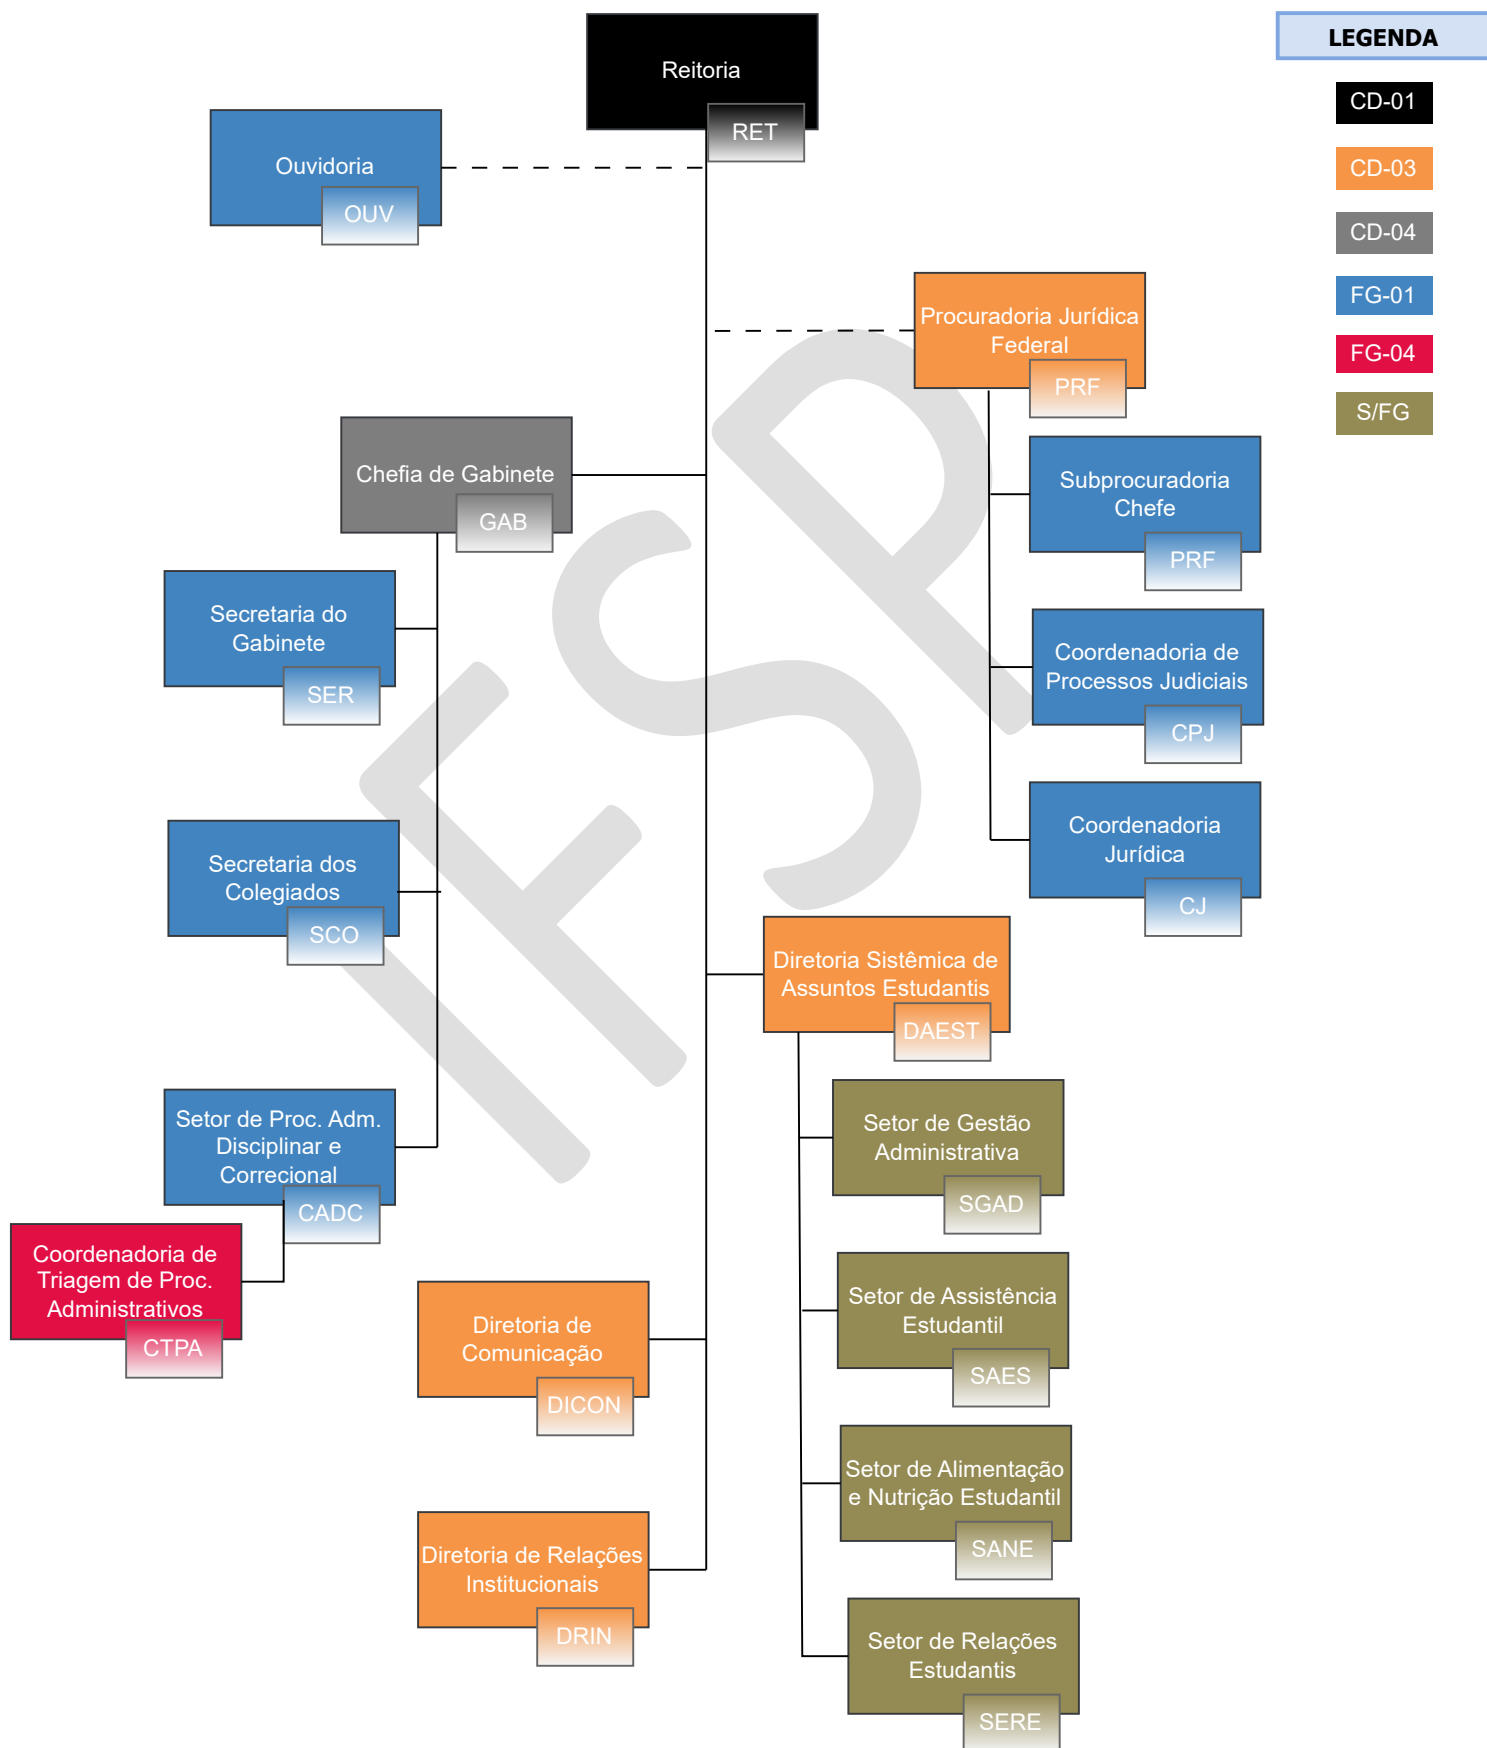 LEGENDA
CD-01
CD-03
CD-04
FG-01
FG-04
S/FG
Reitoria
RET
Ouvidoria
OUV
Procuradoria Jurídica
Federal
PRF
Subprocuradoria
Chefe
PRF
Coordenadoria de
Processos Judiciais
CPJ
Coordenadoria
Jurídica
CJ
Chefia de Gabinete
GAB
Secretaria do
Gabinete
SER
Secretaria dos
Colegiados
SCO
Setor de Proc. Adm.
Disciplinar e
Correcional
CADC
Coordenadoria de
Triagem de Proc.
Administrativos
CTPA
Diretoria Sistêmica de
Assuntos Estudantis
DAEST
Setor de Gestão
Administrativa
SGAD
Setor de Assistência
Estudantil
SAES
Setor de Alimentação
e Nutrição Estudantil
SANE
Setor de Relações
Estudantis
SERE
Diretoria de
Comunicação
DICON
Diretoria de Relações
Institucionais
DRIN
IFSP